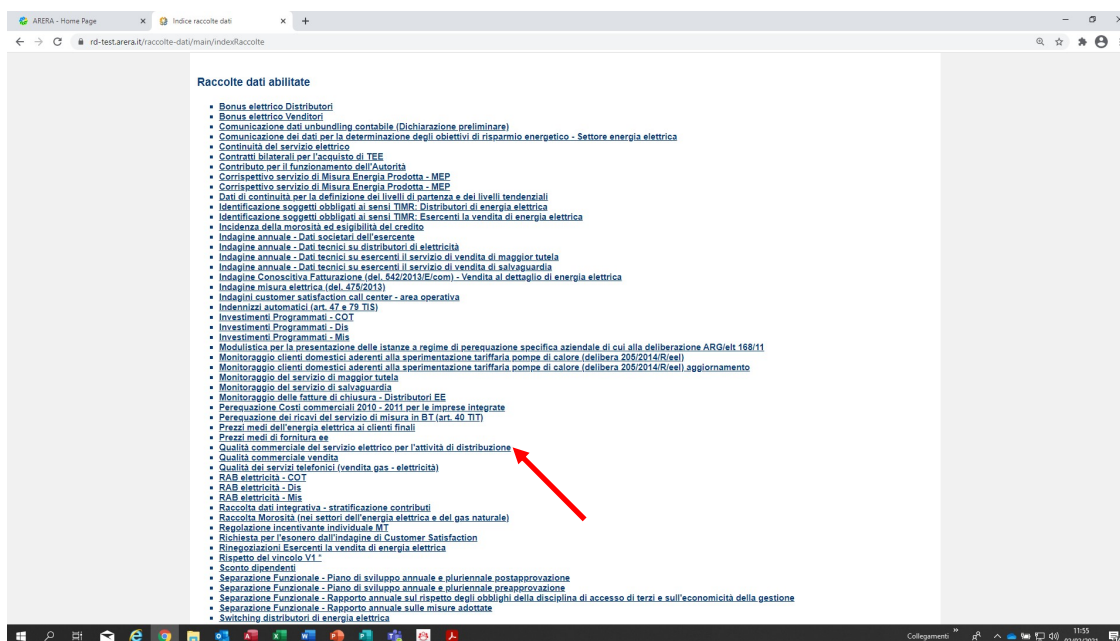 ARERA - Home Page
Indice raccolte dati
rd-test.arera.it/raccolte-dati/main/indexRaccolte
Raccolte dati abilitate
Bonus elettrico Distributori
Bonus elettrico Venditori
Comunicazione dati unbundling contabile (Dichiarazione preliminare)
Comunicazione dei dati per la determinazione degli obiettivi di risparmio energetico - Settore energia elettrica
Continuità del servizio elettrico
Contratti bilaterali per l'acquisto di TEE
Contributo per il funzionamento dell'Autorità
Corrispettivo servizio di Misura Energia Prodotta - MEP
Corrispettivo servizio di Misura Energia Prodotta - MEP
Dati di continuità per la definizione dei livelli di partenza e dei livelli tendenziali
Identificazione soggetti obbligati ai sensi TIMR: Distributori di energia elettrica
Identificazione soggetti obbligati ai sensi TIMR: Esercenti la vendita di energia elettrica
Incidenza della morosità ed esigibilità del credito
Indagine annuale - Dati societari dell'esercente
Indagine annuale - Dati tecnici su distributori di elettricità
Indagine annuale - Dati tecnici su esercenti il servizio di vendita di maggior tutela
Indagine annuale - Dati tecnici su esercenti il servizio di vendita di salvaguardia
Indagine Conoscitiva Fatturazione (del. 542/2013/E/com) - Vendita al dettaglio di energia elettrica
Indagine misura elettrica (del. 475/2013)
Indagini customer satisfaction call center - area operativa
Indennizzi automatici (art. 47 e 79 TIS)
Investimenti Programmati - COT
Investimenti Programmati - Dis
Investimenti Programmati - Mis
Modulistica per la presentazione delle istanze a regime di perequazione specifica aziendale di cui alla deliberazione ARG/elt 168/11
Monitoraggio clienti domestici aderenti alla sperimentazione tariffaria pompe di calore (delibera 205/2014/R/eel)
Monitoraggio clienti domestici aderenti alla sperimentazione tariffaria pompe di calore (delibera 205/2014/R/eel) aggiornamento
Monitoraggio del servizio di maggior tutela
Monitoraggio del servizio di salvaguardia
Monitoraggio delle fatture di chiusura - Distributori EE
Perequazione Costi commerciali 2010 - 2011 per le imprese integrate
Perequazione dei ricavi del servizio di misura in BT (art. 40 TIT)
Prezzi medi dell'energia elettrica ai clienti finali
Prezzi medi di fornitura ee
Qualità commerciale del servizio elettrico per l'attività di distribuzione
Qualità commerciale vendita
Qualità dei servizi telefonici (vendita gas - elettricità)
RAB elettricità - COT
RAB elettricità - Dis
RAB elettricità - Mis
Raccolta dati integrativa - stratificazione contributi
Raccolta Morosità (nei settori dell'energia elettrica e del gas naturale)
Regolazione incentivante individuale MT
Richiesta per l'esonero dall'indagine di Customer Satisfaction
Rinegoziazioni Esercenti la vendita di energia elettrica
Rispetto del vincolo V1 *
Sconto dipendenti
Separazione Funzionale - Piano di sviluppo annuale e pluriennale postapprovazione
Separazione Funzionale - Piano di sviluppo annuale e pluriennale preapprovazione
Separazione Funzionale - Rapporto annuale sul rispetto degli obblighi della disciplina di accesso di terzi e sull'economicità della gestione
Separazione Funzionale - Rapporto annuale sulle misure adottate
Switching distributori di energia elettrica
Collegamenti
11:55